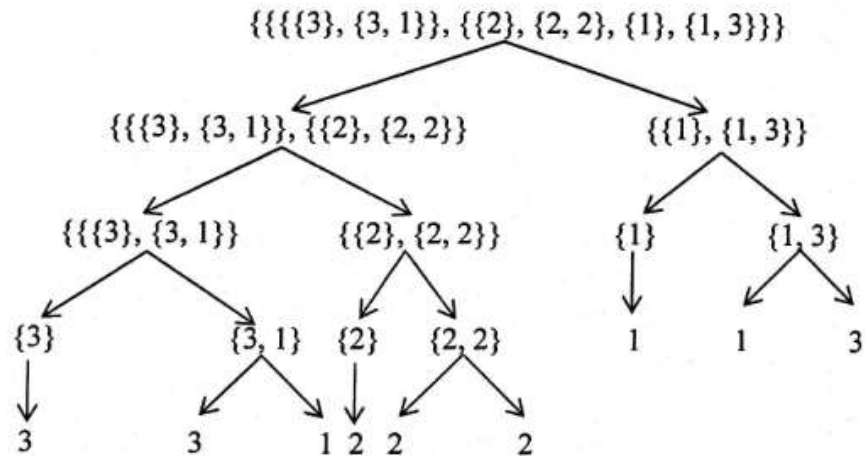 {{{{3}, {3, 1}}, {{2}, {2, 2}, {1}, {1, 3}}}
{{{3}, {3, 1}}, {{2}, {2, 2}} {{1}, {1, 3}}
{{{3}, {3, 1}} {{2}, {2, 2}} {1} {1, 3}
{3} {3, 1} {2} {2, 2} 1 1 3
3 3 1 2 2 2